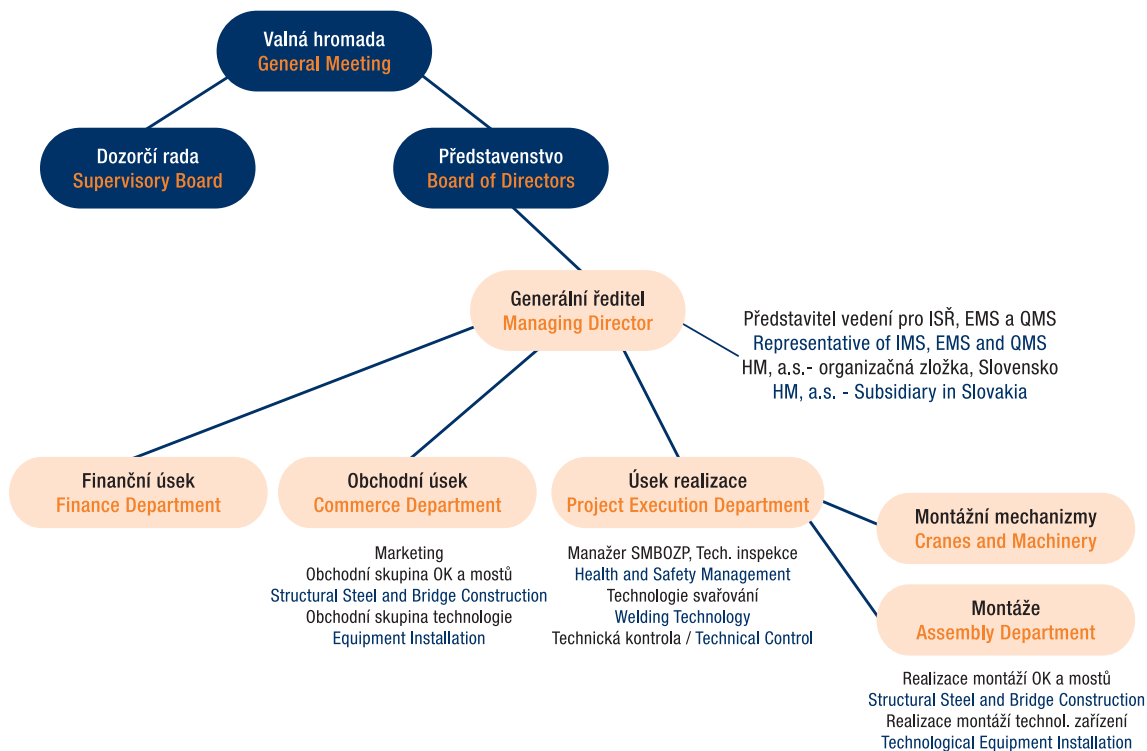 Valná hromada
General Meeting
Dozorčí rada
Supervisory Board
Představenstvo
Board of Directors
Generální ředitel
Managing Director
Představitel vedení pro ISŘ, EMS a QMS
Representative of IMS, EMS and QMS
HM, a.s.- organizačná zložka, Slovensko
HM, a.s. - Subsidiary in Slovakia
Finanční úsek
Finance Department
Obchodní úsek
Commerce Department
Marketing
Obchodní skupina OK a mostů
Structural Steel and Bridge Construction
Obchodní skupina technologie
Equipment Installation
Úsek realizace
Project Execution Department
Manažer SMBOZP, Tech. inspekce
Health and Safety Management
Technologie svařování
Welding Technology
Technická kontrola / Technical Control
Montážní mechanizmy
Cranes and Machinery
Montáže
Assembly Department
Realizace montáží OK a mostů
Structural Steel and Bridge Construction
Realizace montáží technol. zařízení
Technological Equipment Installation